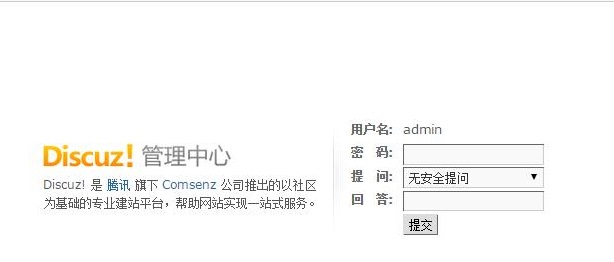 Discuz! 管理中心
Discuz! 是 腾讯 旗下 Comsenz 公司推出的以社区
为基础的专业建站平台，帮助网站实现一站式服务。
用户名: admin
密 码:
提 问: 无安全提问
回 答:
提交